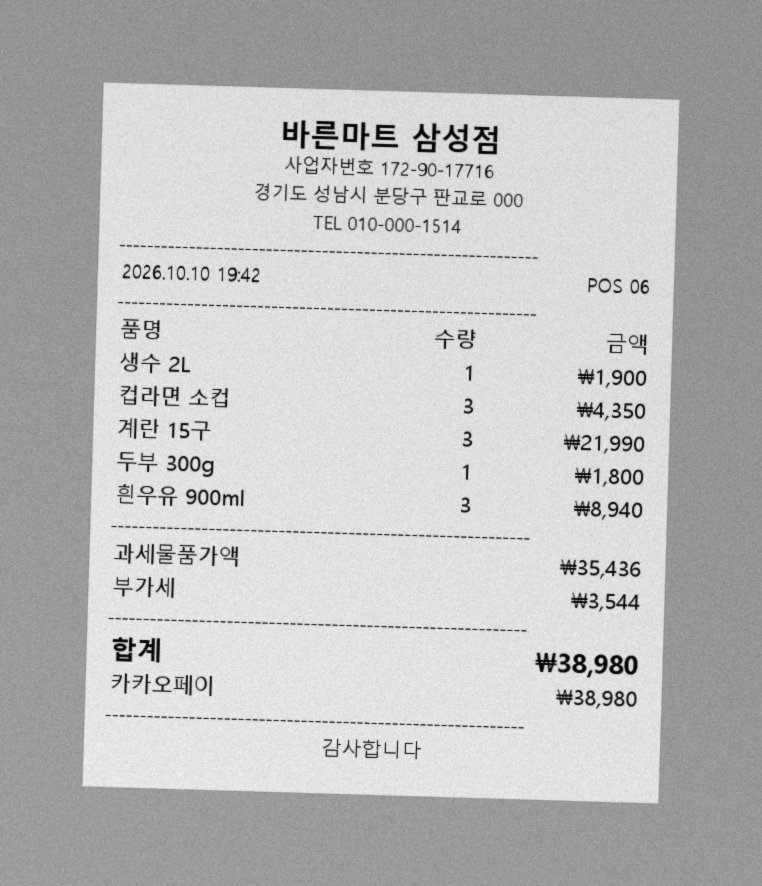 바른마트 삼성점
사업자번호 172-90-17716
경기도 성남시 분당구 판교로 000
TEL 010-000-1514
2026.10.10 19:42 POS 06
품명 수량 금액
생수 2L 1 ₩1,900
컵라면 소컵 3 ₩4,350
계란 15구 3 ₩21,990
두부 300g 1 ₩1,800
흰우유 900ml 3 ₩8,940
과세물품가액 ₩35,436
부가세 ₩3,544
합계 ₩38,980
카카오페이 ₩38,980
감사합니다